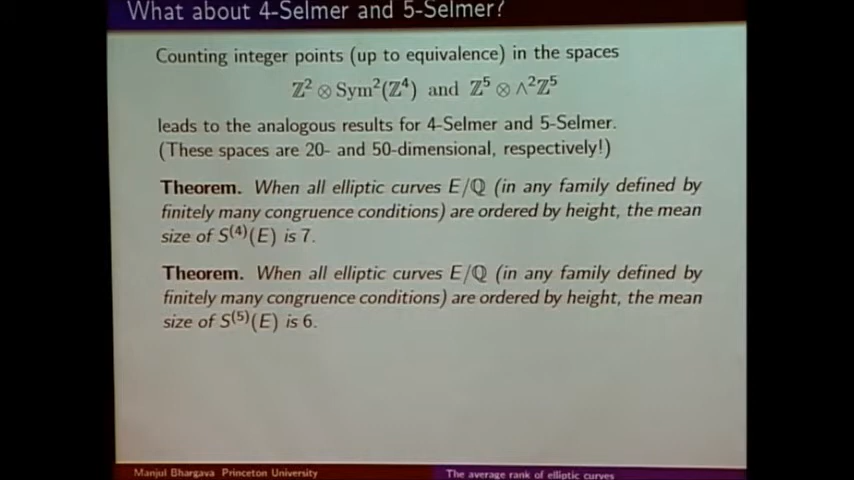 What about 4-Selmer and 5-Selmer?
Counting integer points (up to equivalence) in the spaces
ℤ² ⊗ Sym²(ℤ⁴) and ℤ⁵ ⊗ ∧²ℤ⁵
leads to the analogous results for 4-Selmer and 5-Selmer.
(These spaces are 20- and 50-dimensional, respectively!)
Theorem. When all elliptic curves E/ℚ (in any family defined by
finitely many congruence conditions) are ordered by height, the mean
size of S⁽⁴⁾(E) is 7.
Theorem. When all elliptic curves E/ℚ (in any family defined by
finitely many congruence conditions) are ordered by height, the mean
size of S⁽⁵⁾(E) is 6.
Manjul Bhargava Princeton University
The average rank of elliptic curves